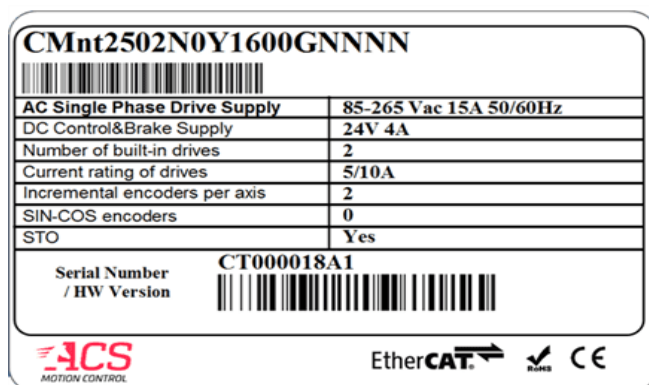 CMnt2502N0Y1600GNNNN
AC Single Phase Drive Supply 85-265 Vac 15A 50/60Hz
DC Control&Brake Supply 24V 4A
Number of built-in drives 2
Current rating of drives 5/10A
Incremental encoders per axis 2
SIN-COS encoders 0
STO Yes
Serial Number CT000018A1
/ HW Version
ACS
MOTION CONTROL
EtherCAT. RoHS CE